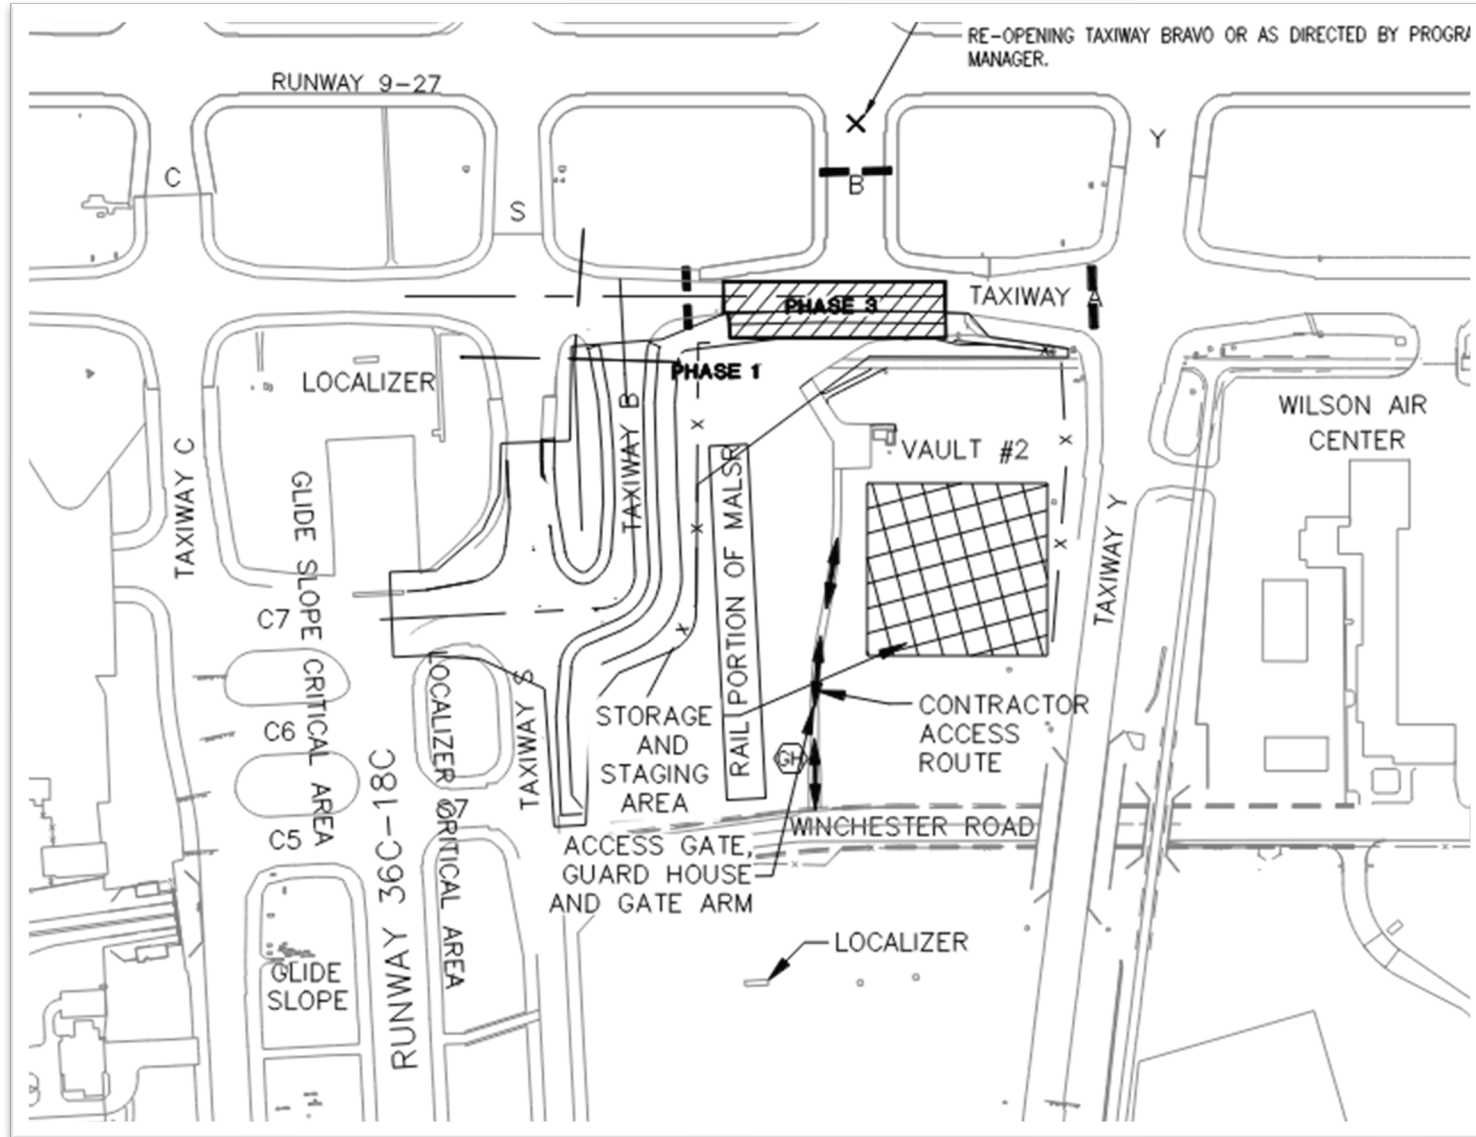 RE-OPENING TAXIWAY BRAVO OR AS DIRECTED BY PROGRA
MANAGER.
RUNWAY 9-27
Y
C
B
S
TAXIWAY A
PHASE 3
PHASE 1
LOCALIZER
WILSON AIR
CENTER
TAXIWAY B
VAULT #2
TAXIWAY C
GLIDE SLOPE CRITICAL AREA
RAIL PORTION OF MALSR
TAXIWAY Y
C7
LOCALIZER CRITICAL AREA
TAXIWAY S
STORAGE
AND
STAGING
AREA
CONTRACTOR
ACCESS
ROUTE
C6
GH
RUNWAY 36C-18C
C7
C5
WINCHESTER ROAD
ACCESS GATE,
GUARD HOUSE
AND GATE ARM
LOCALIZER
GLIDE
SLOPE